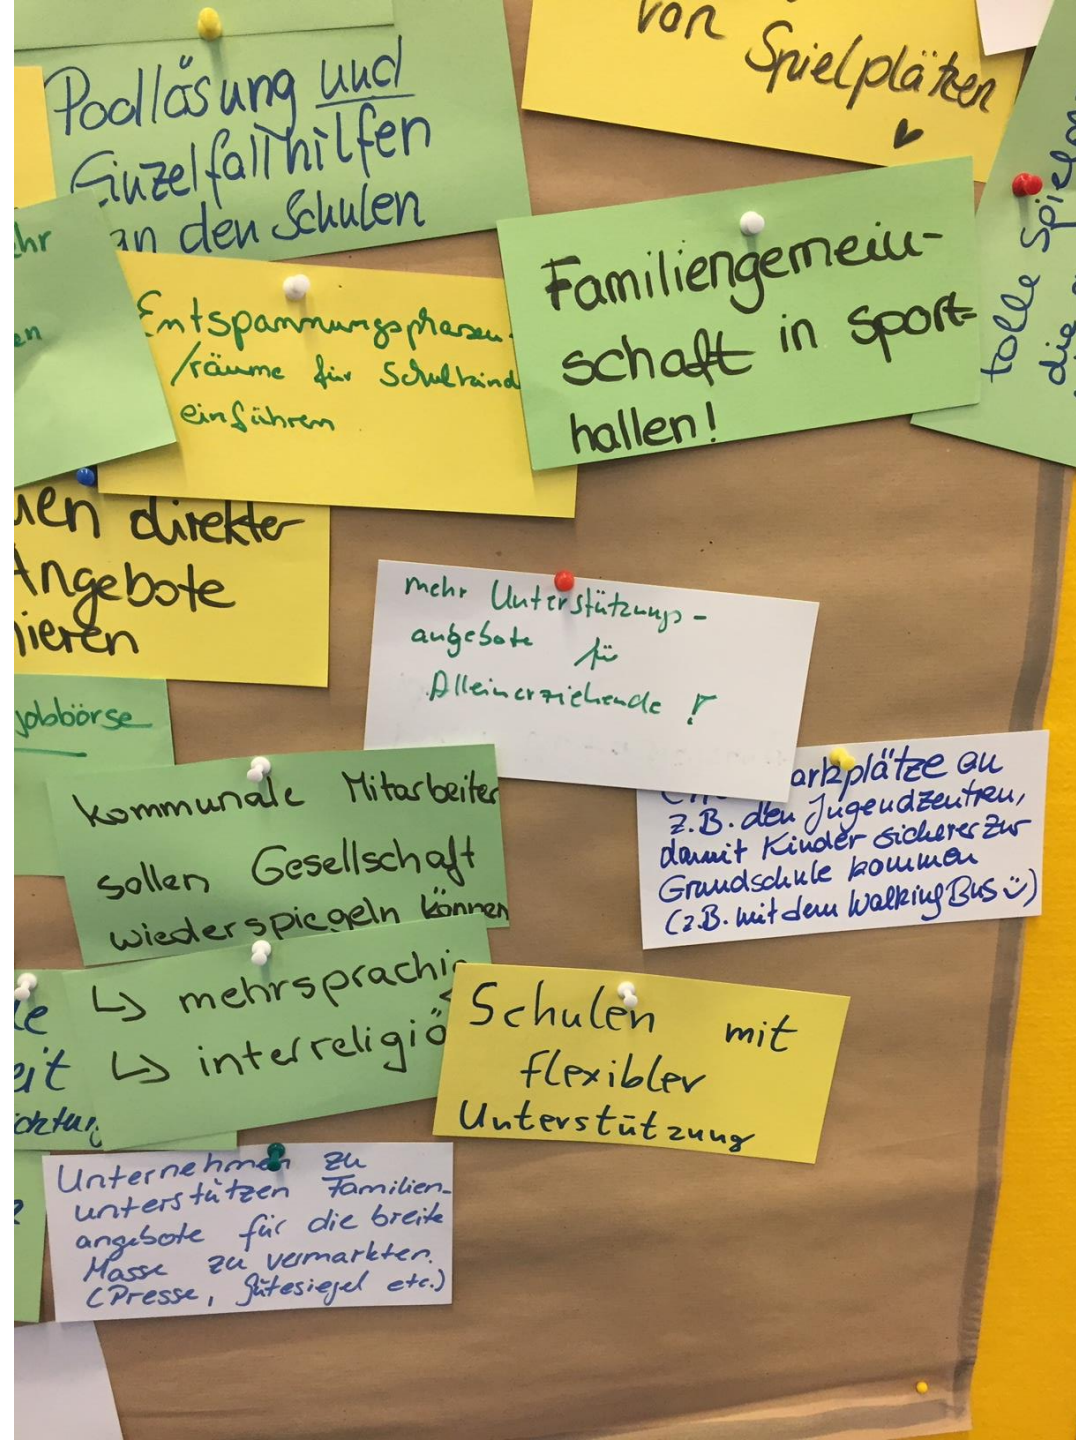 von
Spielplätzen
Poollösung und
Einzelfallhilfen
an den Schulen
tolle
die
Familiengemein-
schaft in Sport-
hallen!
Entspannungsphasen-
/räume für Schulkind
einführen
direkter
Angebote
mehr Unterstützungs-
angebote für
Alleinerziehende !
jobbörse
kommunale Mitarbeiter
sollen Gesellschaft
wiederspiegeln können
↳ mehrsprachi
↳ interreligiö
arkplätze an
z.B. den Jugendzentren,
damit Kinder sicherer zur
Grundschule kommen
(z.B. mit dem Walking Bus ü)
Schulen mit
flexibler
Unterstützung
Unternehmen zu
unterstützen Familien-
angebote für die breite
Masse zu vermarkten.
(Presse, Gütesiegel etc.)